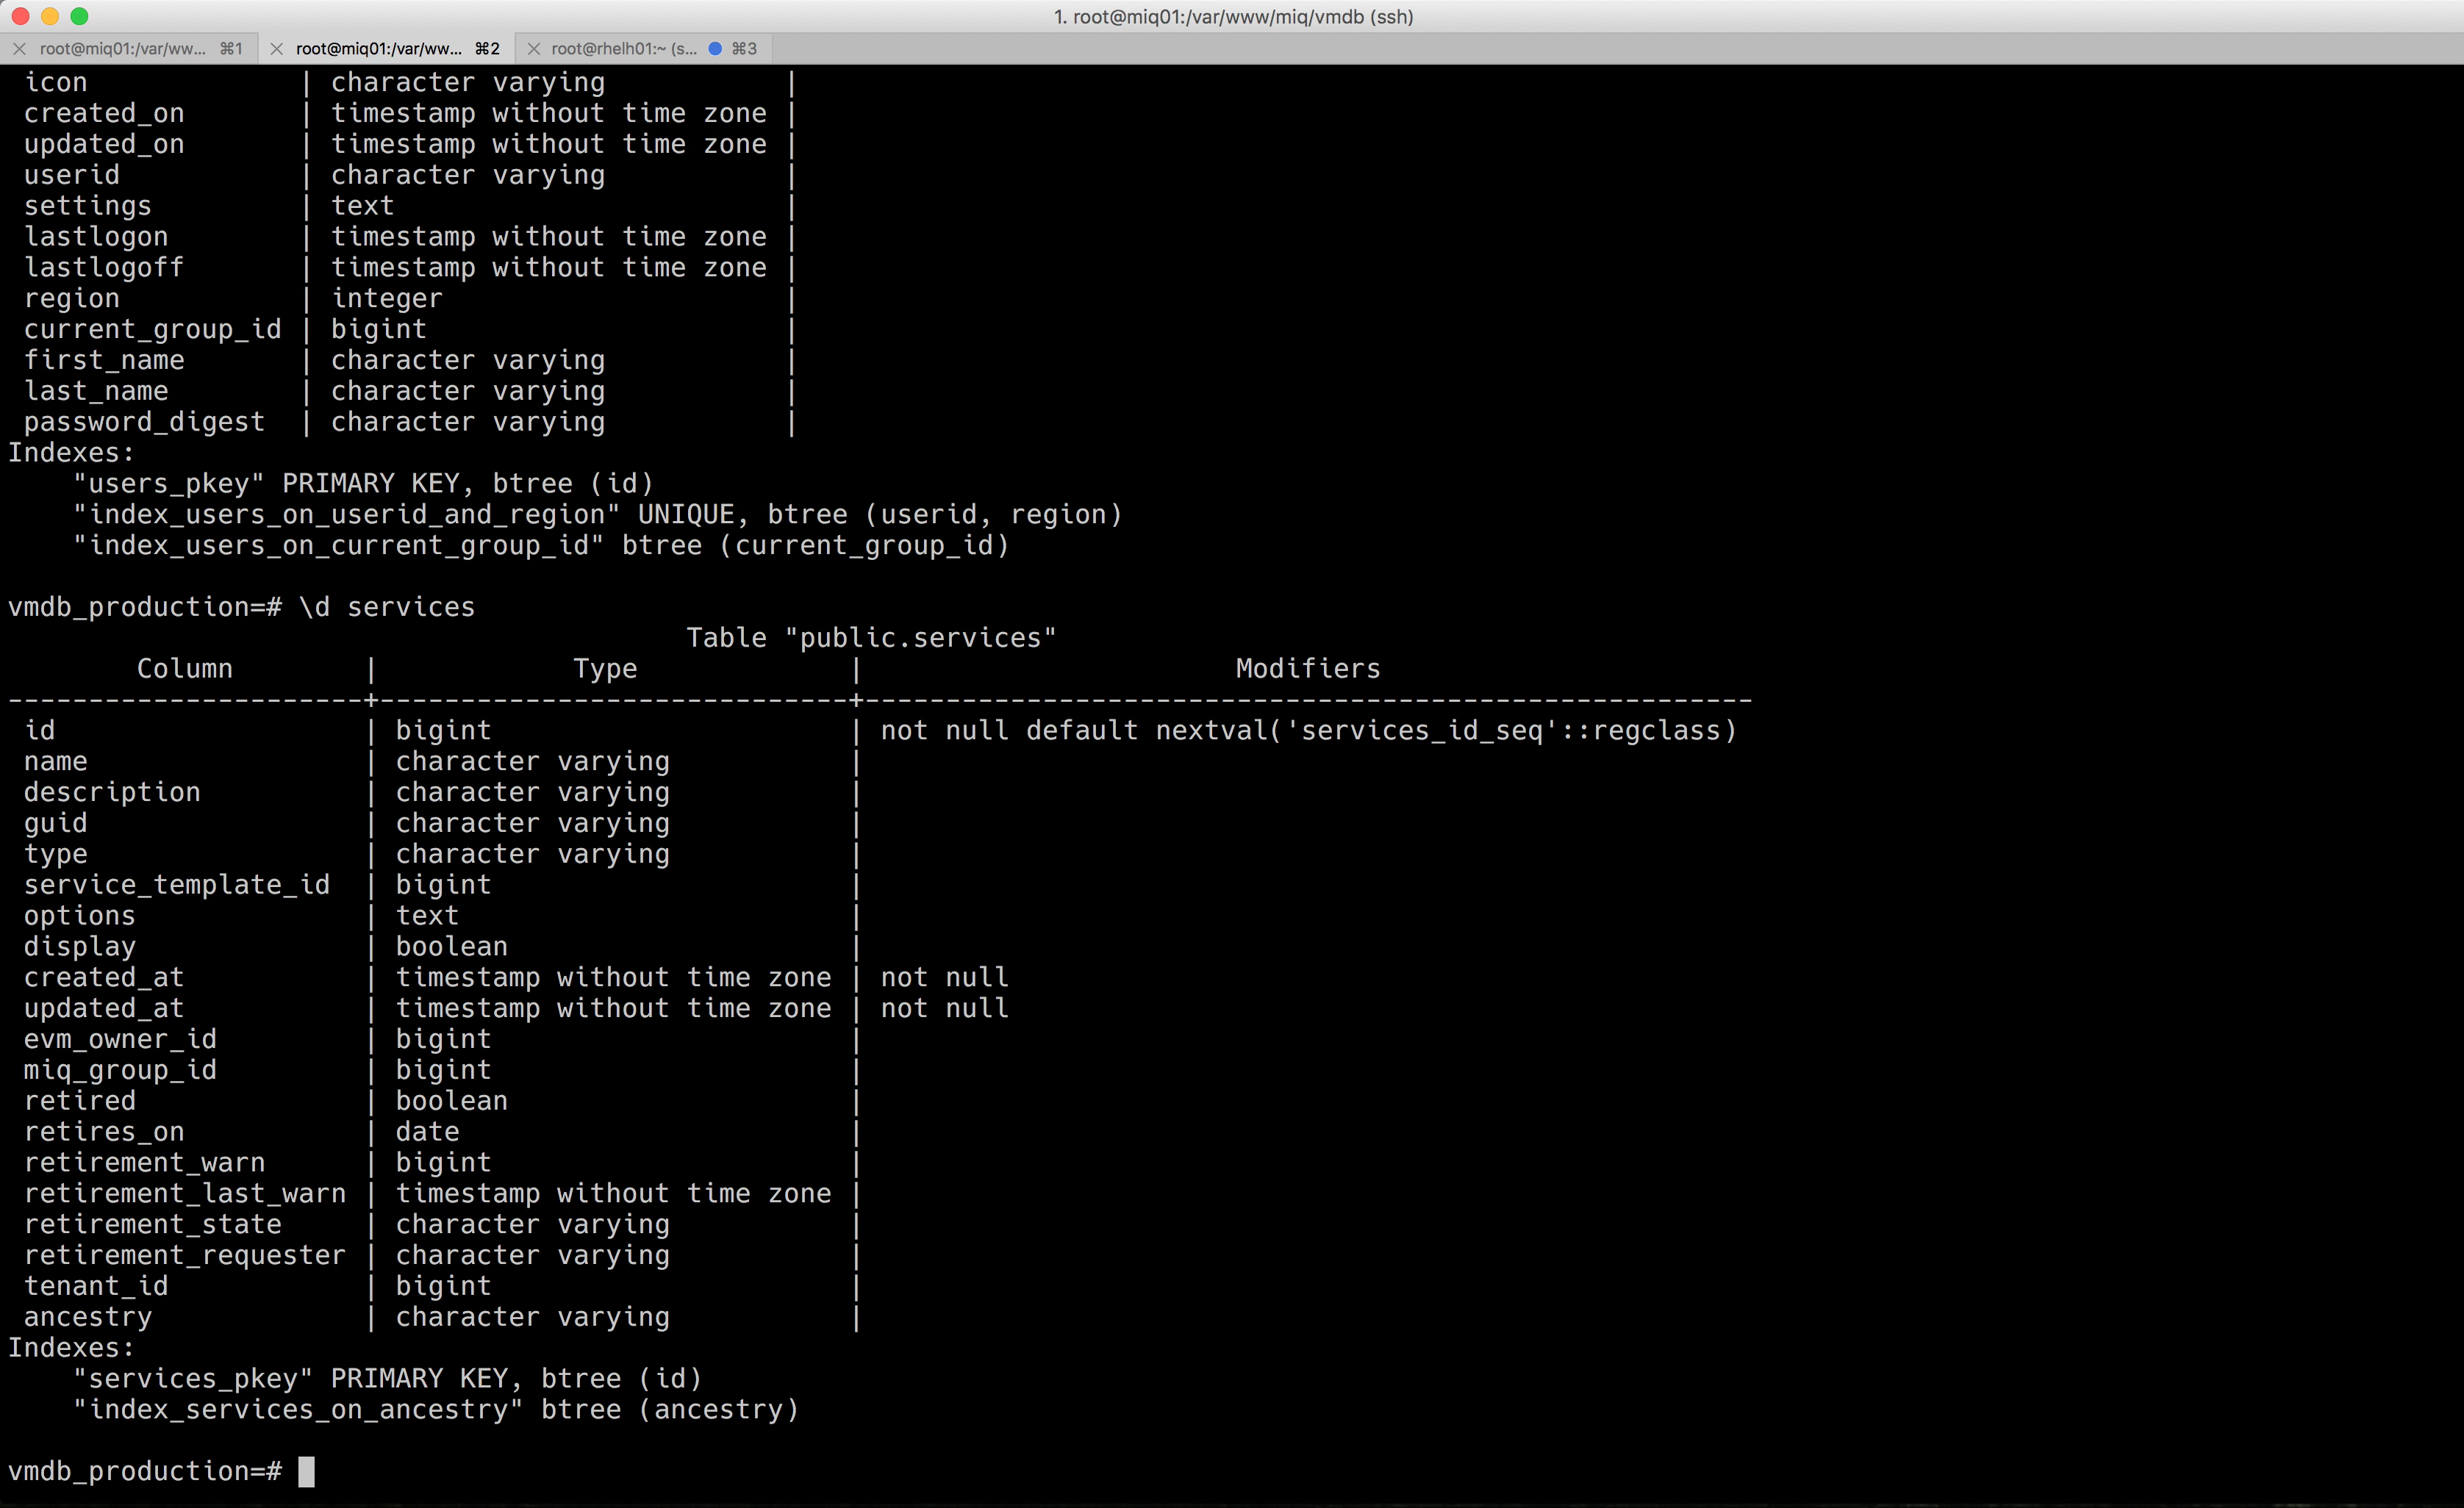 1. root@miq01:/var/www/miq/vmdb (ssh)
root@miq01:/var/ww... ⌘1 root@miq01:/var/ww... ⌘2 root@rhelh01:~ (s... ⌘3
 icon             | character varying           |
 created_on       | timestamp without time zone |
 updated_on       | timestamp without time zone |
 userid           | character varying           |
 settings         | text                        |
 lastlogon        | timestamp without time zone |
 lastlogoff       | timestamp without time zone |
 region           | integer                     |
 current_group_id | bigint                      |
 first_name       | character varying           |
 last_name        | character varying           |
 password_digest  | character varying           |
Indexes:
    "users_pkey" PRIMARY KEY, btree (id)
    "index_users_on_userid_and_region" UNIQUE, btree (userid, region)
    "index_users_on_current_group_id" btree (current_group_id)
vmdb_production=# \d services
                                          Table "public.services"
        Column        |            Type             |                       Modifiers
----------------------+-----------------------------+-------------------------------------------------------
 id                   | bigint                      | not null default nextval('services_id_seq'::regclass)
 name                 | character varying           |
 description          | character varying           |
 guid                 | character varying           |
 type                 | character varying           |
 service_template_id  | bigint                      |
 options              | text                        |
 display              | boolean                     |
 created_at           | timestamp without time zone | not null
 updated_at           | timestamp without time zone | not null
 evm_owner_id         | bigint                      |
 miq_group_id         | bigint                      |
 retired              | boolean                     |
 retires_on           | date                        |
 retirement_warn      | bigint                      |
 retirement_last_warn | timestamp without time zone |
 retirement_state     | character varying           |
 retirement_requester | character varying           |
 tenant_id            | bigint                      |
 ancestry             | character varying           |
Indexes:
    "services_pkey" PRIMARY KEY, btree (id)
    "index_services_on_ancestry" btree (ancestry)
vmdb_production=#